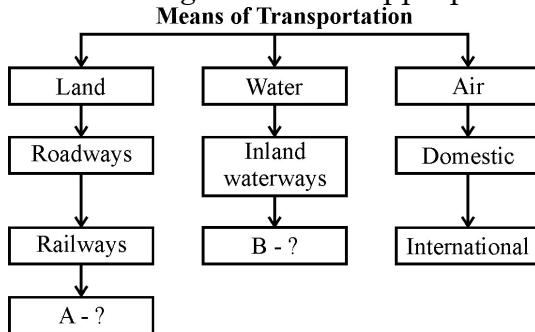 Means of Transportation
Land
Water
Air
Roadways
Inland
waterways
Domestic
Railways
B - ?
International
A - ?